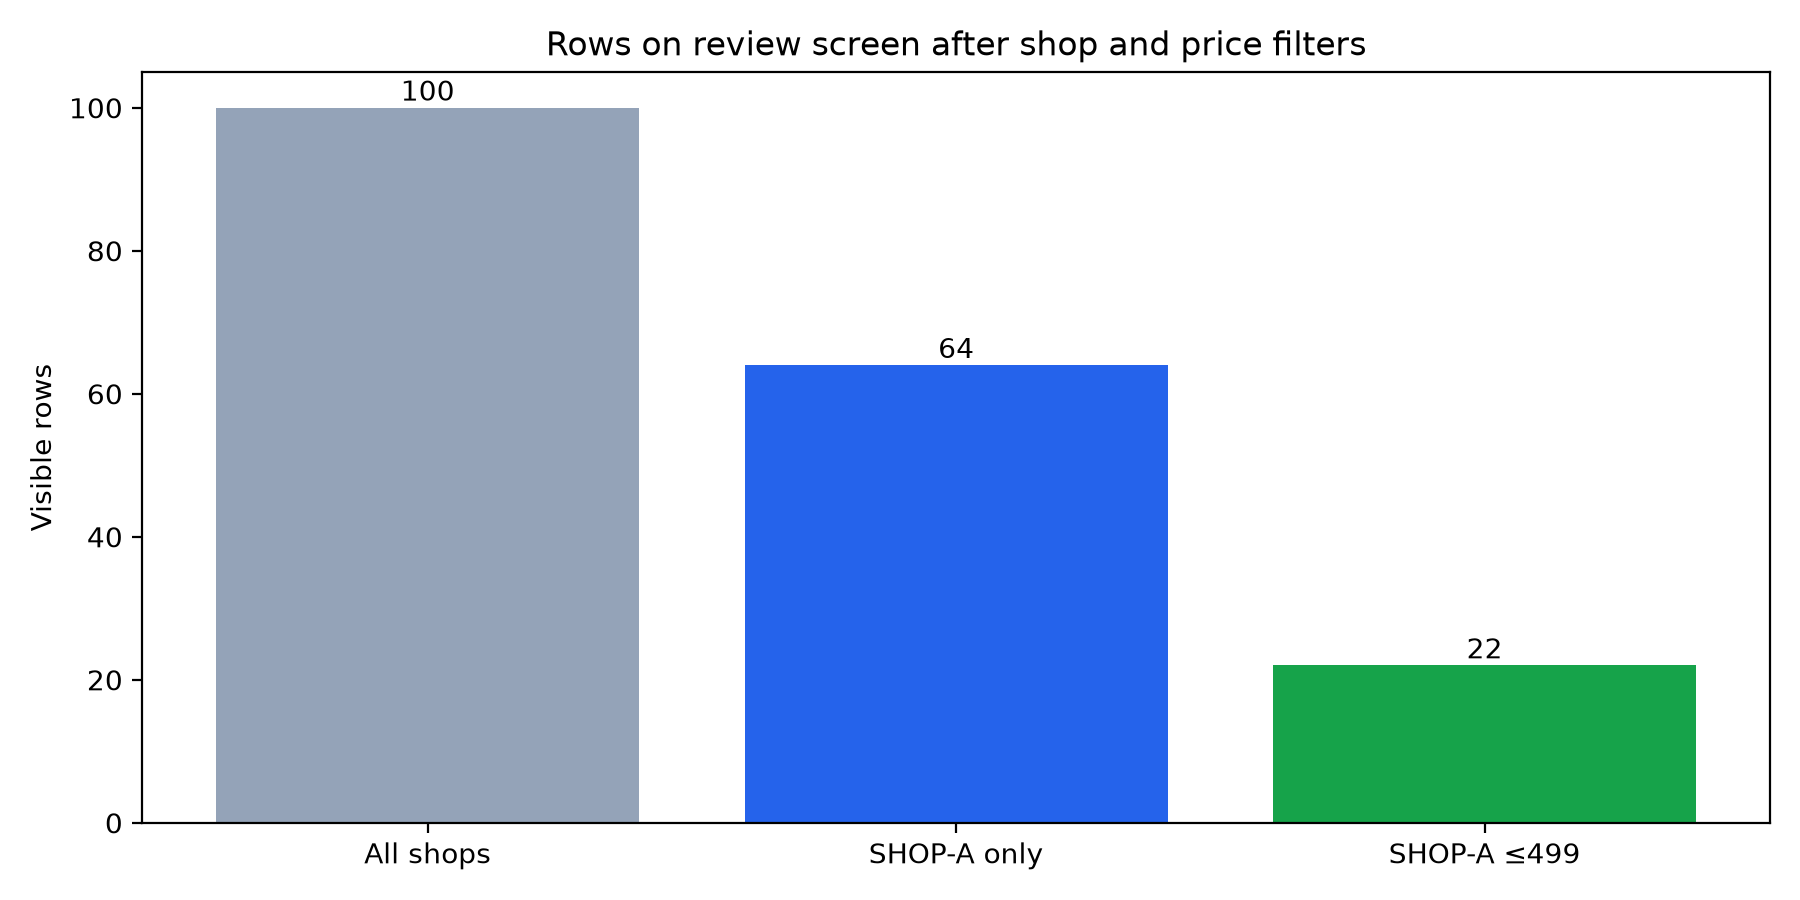 Rows on review screen after shop and price filters
Visible rows
100
80
60
40
20
0
100
64
22
All shops
SHOP-A only
SHOP-A ≤499